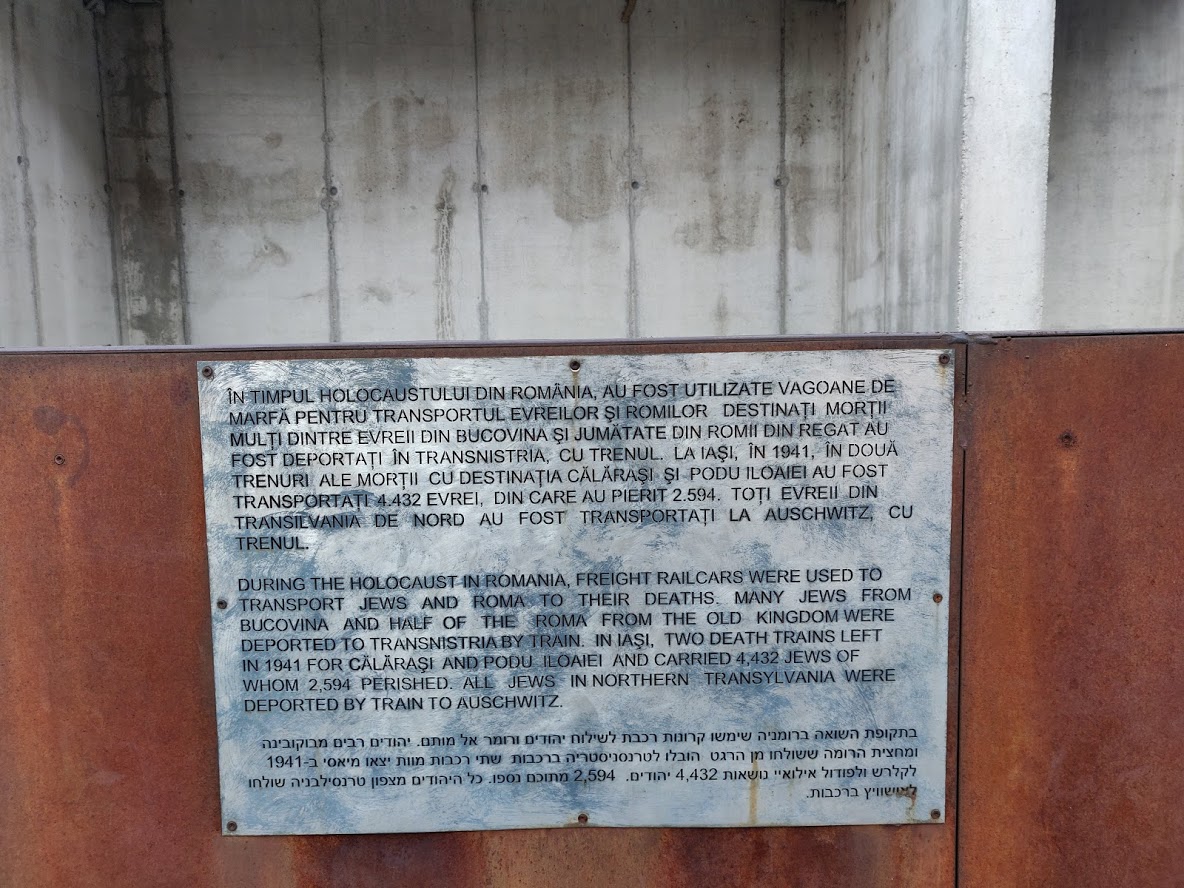 ÎN TIMPUL HOLOCAUSTULUI DIN ROMÂNIA, AU FOST UTILIZATE VAGOANE DE
MARFĂ PENTRU TRANSPORTUL EVREILOR ŞI ROMILOR DESTINAŢI MORŢII
MULŢI DINTRE EVREII DIN BUCOVINA ŞI JUMĂTATE DIN ROMII DIN REGAT AU
FOST DEPORTAŢI ÎN TRANSNISTRIA, CU TRENUL. LA IAŞI, ÎN 1941, ÎN DOUĂ
TRENURI ALE MORŢII CU DESTINAŢIA CĂLĂRAŞI ŞI PODU ILOAIEI AU FOST
TRANSPORTAŢI 4.432 EVREI, DIN CARE AU PIERIT 2.594. TOŢI EVREII DIN
TRANSILVANIA DE NORD AU FOST TRANSPORTAŢI LA AUSCHWITZ, CU
TRENUL.
DURING THE HOLOCAUST IN ROMANIA, FREIGHT RAILCARS WERE USED TO
TRANSPORT JEWS AND ROMA TO THEIR DEATHS. MANY JEWS FROM
BUCOVINA AND HALF OF THE ROMA FROM THE OLD KINGDOM WERE
DEPORTED TO TRANSNISTRIA BY TRAIN. IN IAŞI, TWO DEATH TRAINS LEFT
IN 1941 FOR CĂLĂRAŞI AND PODU ILOAIEI AND CARRIED 4,432 JEWS OF
WHOM 2,594 PERISHED. ALL JEWS IN NORTHERN TRANSYLVANIA WERE
DEPORTED BY TRAIN TO AUSCHWITZ.
בתקופת השואה ברומניה שימשו קרונות רכבת לשילוח יהודים ורומר אל מותם. יהודים רבים מבוקובינה
ומחצית הרומה ששולחו מן הרגט הובלו לטרנסניסטריה ברכבות שתי רכבות מוות יצאו מיאסי ב-1941
לקלרש ולפודול אילואיי נושאות 4,432 יהודים. 2,594 מתוכם נספו. כל היהודים מצפון טרנסילבניה שולחו
לאושוויץ ברכבות.